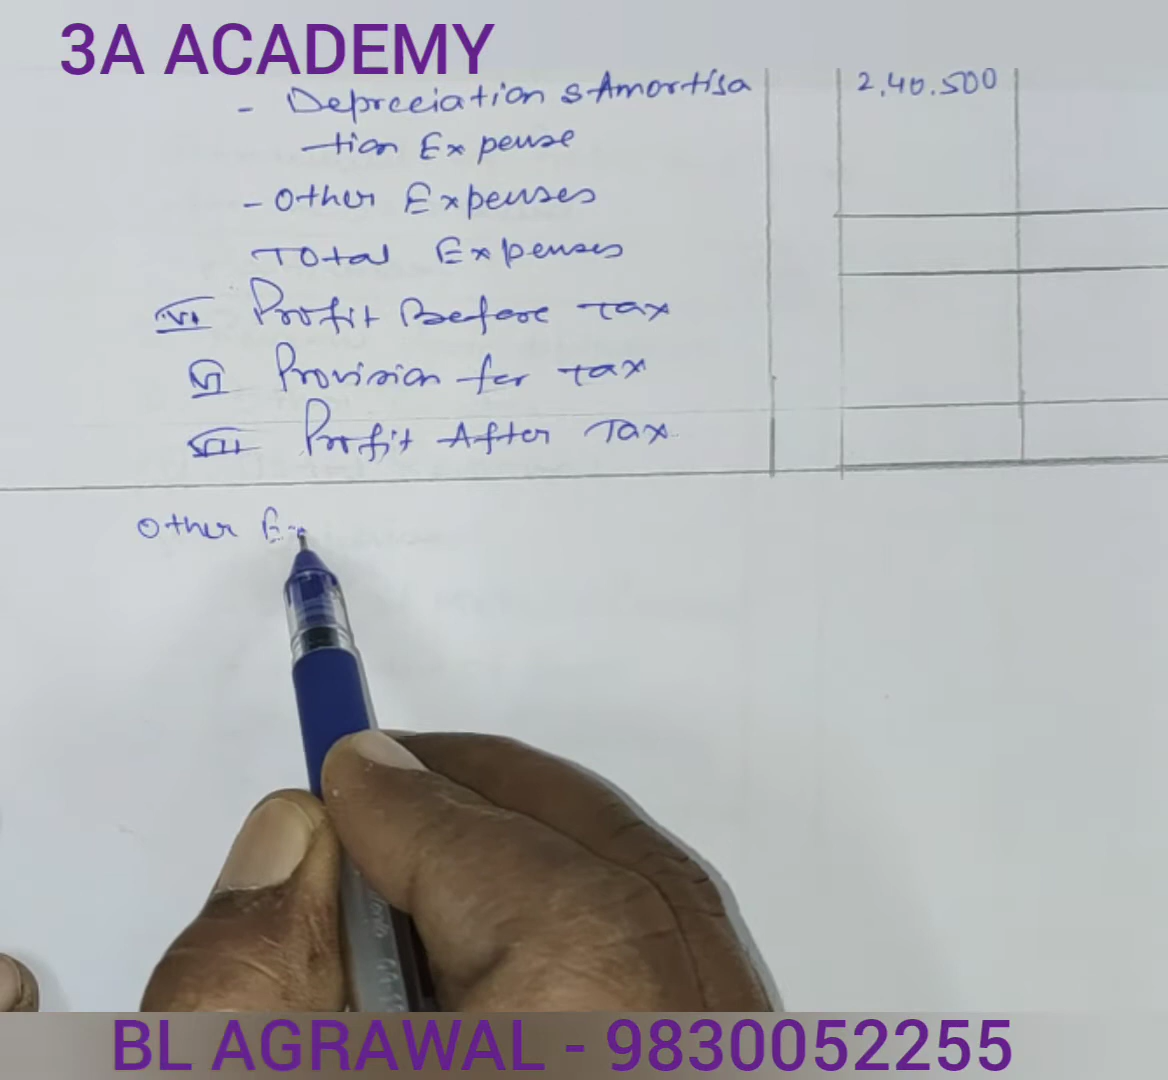 3A ACADEMY
- Depreciation & Amortisa 2,40,500
tion Expense
- Other Expenses
Total Expenses
VI Profit Before Tax
VI Provision for tax
VII Profit After Tax
Other Ex
BL AGRAWAL - 9830052255